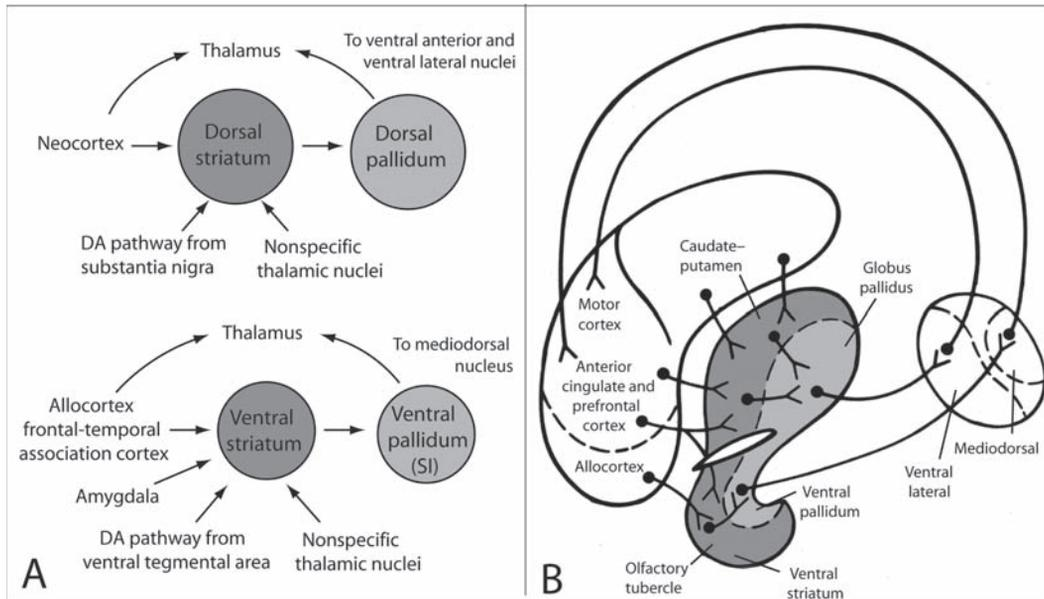 Thalamus
To ventral anterior and
ventral lateral nuclei
Neocortex
Dorsal
striatum
Dorsal
pallidum
DA pathway from
substantia nigra
Nonspecific
thalamic nuclei
Thalamus
To mediodorsal
nucleus
Allocortex
frontal-temporal
association cortex
Ventral
striatum
Ventral
pallidum
(SI)
Amygdala
DA pathway from
ventral tegmental area
Nonspecific
thalamic nuclei
A
Caudate–
putamen
Globus
pallidus
Motor
cortex
Anterior
cingulate and
prefrontal
cortex
Allocortex
Mediodorsal
Ventral
lateral
Ventral
pallidum
Olfactory
tubercle
Ventral
striatum
B